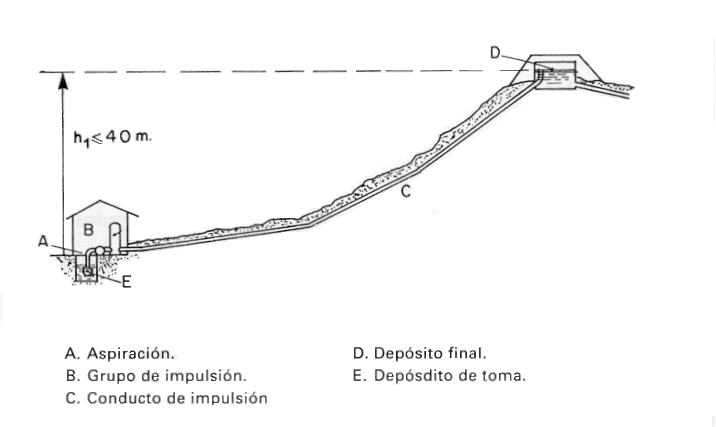 D
h₁⩽40 m.
C
B
A
E
A. Aspiración.
B. Grupo de impulsión.
C. Conducto de impulsión
D. Depósito final.
E. Depósdito de toma.